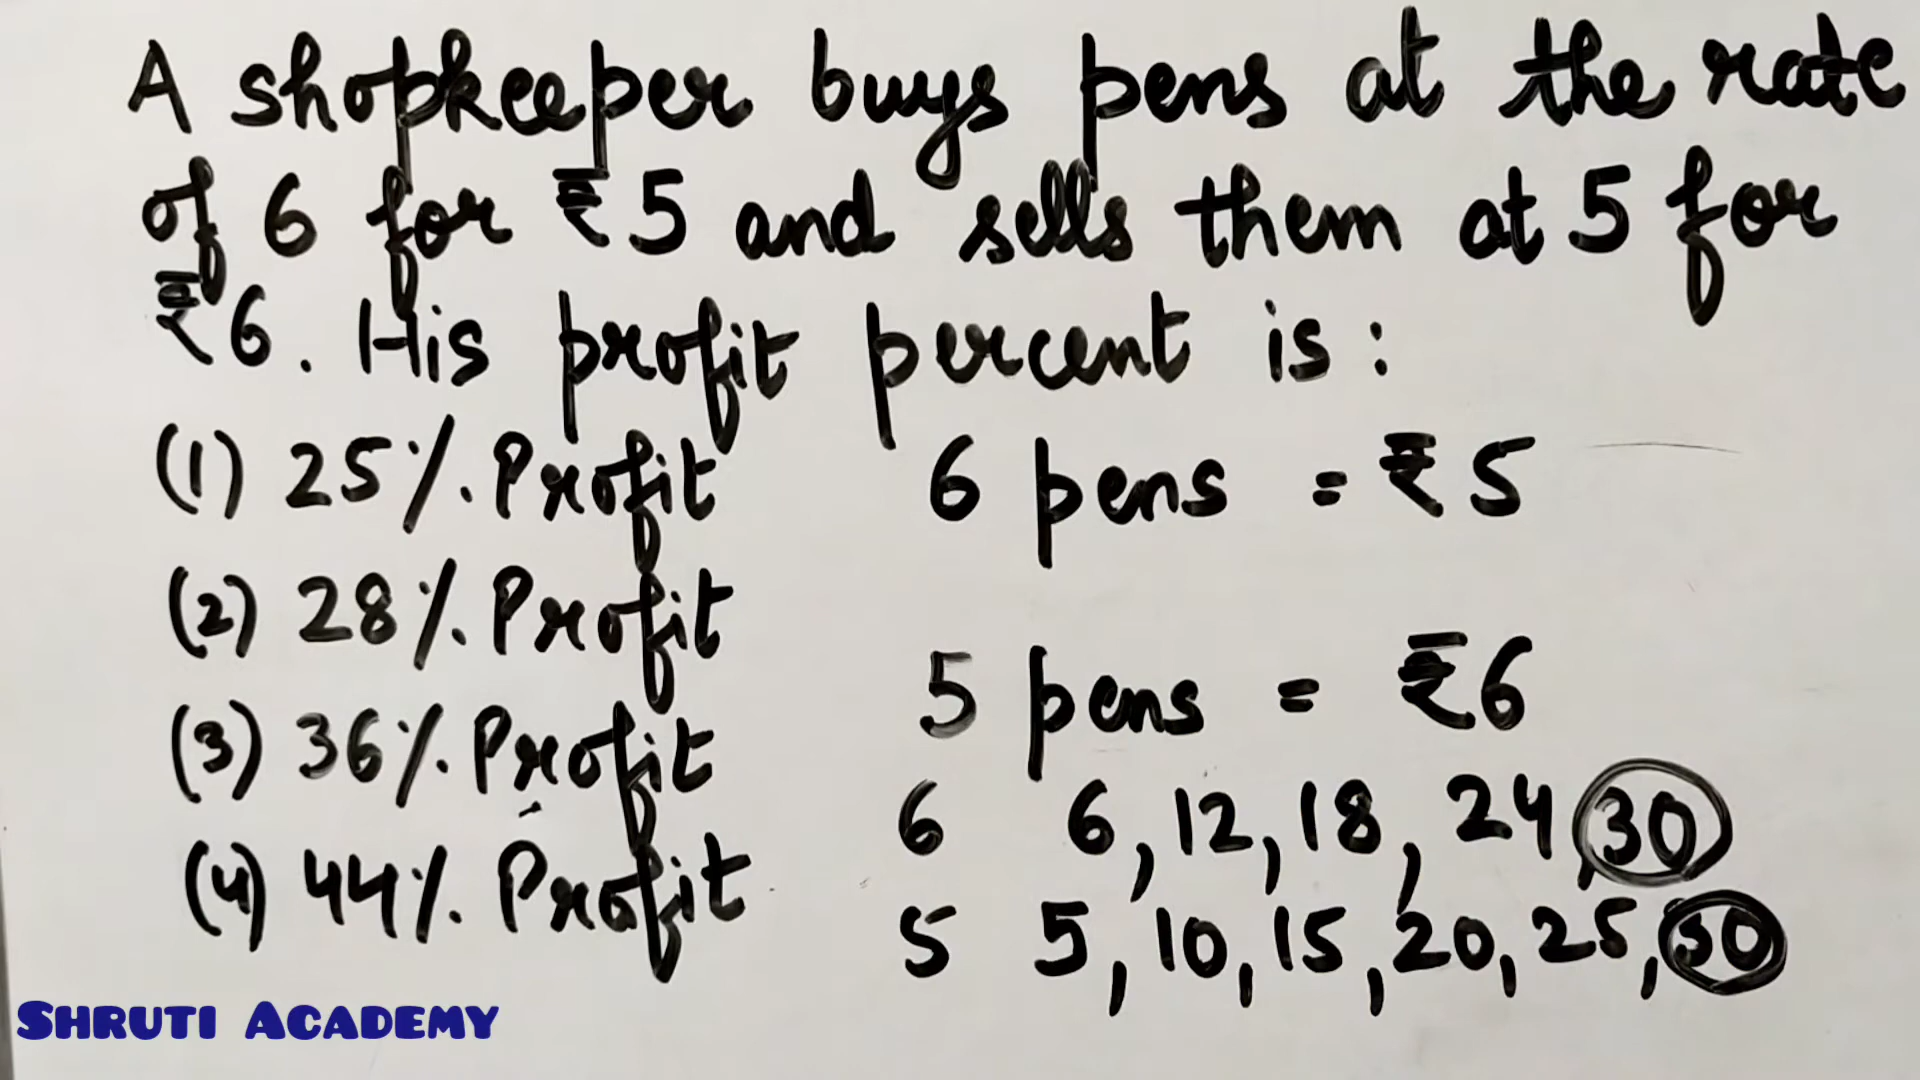 A shopkeeper buys pens at the rate
of 6 for ₹5 and sells them at 5 for
₹6. His profit percent is:
(1) 25%. Profit
(2) 28%. Profit
(3) 36%. Profit
(4) 44%. Profit
6 pens = ₹5
5 pens = ₹6
6 6, 12, 18, 24, 30
5 5, 10, 15, 20, 25, 30
SHRUTI ACADEMY